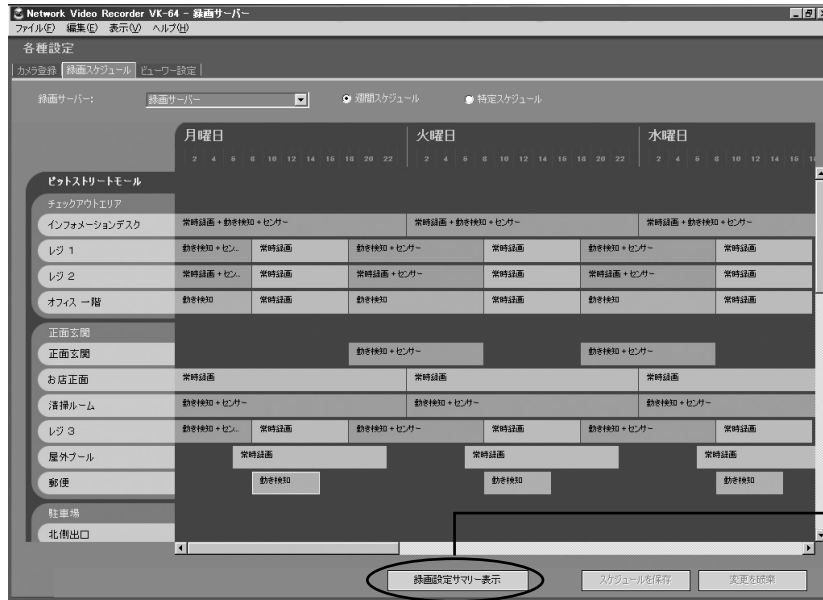 Network Video Recorder VK-64 - 録画サーバー
ファイル(F) 編集(E) 表示(V) ヘルプ(H)
各種設定
カメラ登録 録画スケジュール ビューワー設定
録画サーバー: 録画サーバー 週間スケジュール 特定スケジュール
月曜日 火曜日 水曜日
2 4 6 8 10 12 14 16 18 20 22 2 4 6 8 10 12 14 16 18 20 22 2 4 6 8 10 12 14 16
ピットストリートモール
チェックアウトエリア
インフォメーションデスク 常時録画+動き検知+センサー 常時録画+動き検知+センサー 常時録画+動き検知+センサー
レジ 1 動き検知+セン.. 常時録画 動き検知+センサー 常時録画 動き検知+センサー 常時録画
レジ 2 常時録画+セン.. 常時録画 常時録画+センサー 常時録画 常時録画+センサー 常時録画
オフィス 一階 動き検知 常時録画 動き検知 常時録画 動き検知 常時録画
正面玄関
正面玄関 動き検知+センサー 動き検知+センサー
お店正面 常時録画 常時録画 常時録画
清掃ルーム 動き検知+センサー 動き検知+センサー 動き検知+センサー
レジ 3 動き検知+セン.. 常時録画 動き検知+センサー 常時録画 動き検知+センサー 常時録画
屋外プール 常時録画 常時録画 常時録画
郵便 動き検知 動き検知 動き検知
駐車場
北側出口
録画設定サマリー表示 スケジュールを保存 変更を破棄